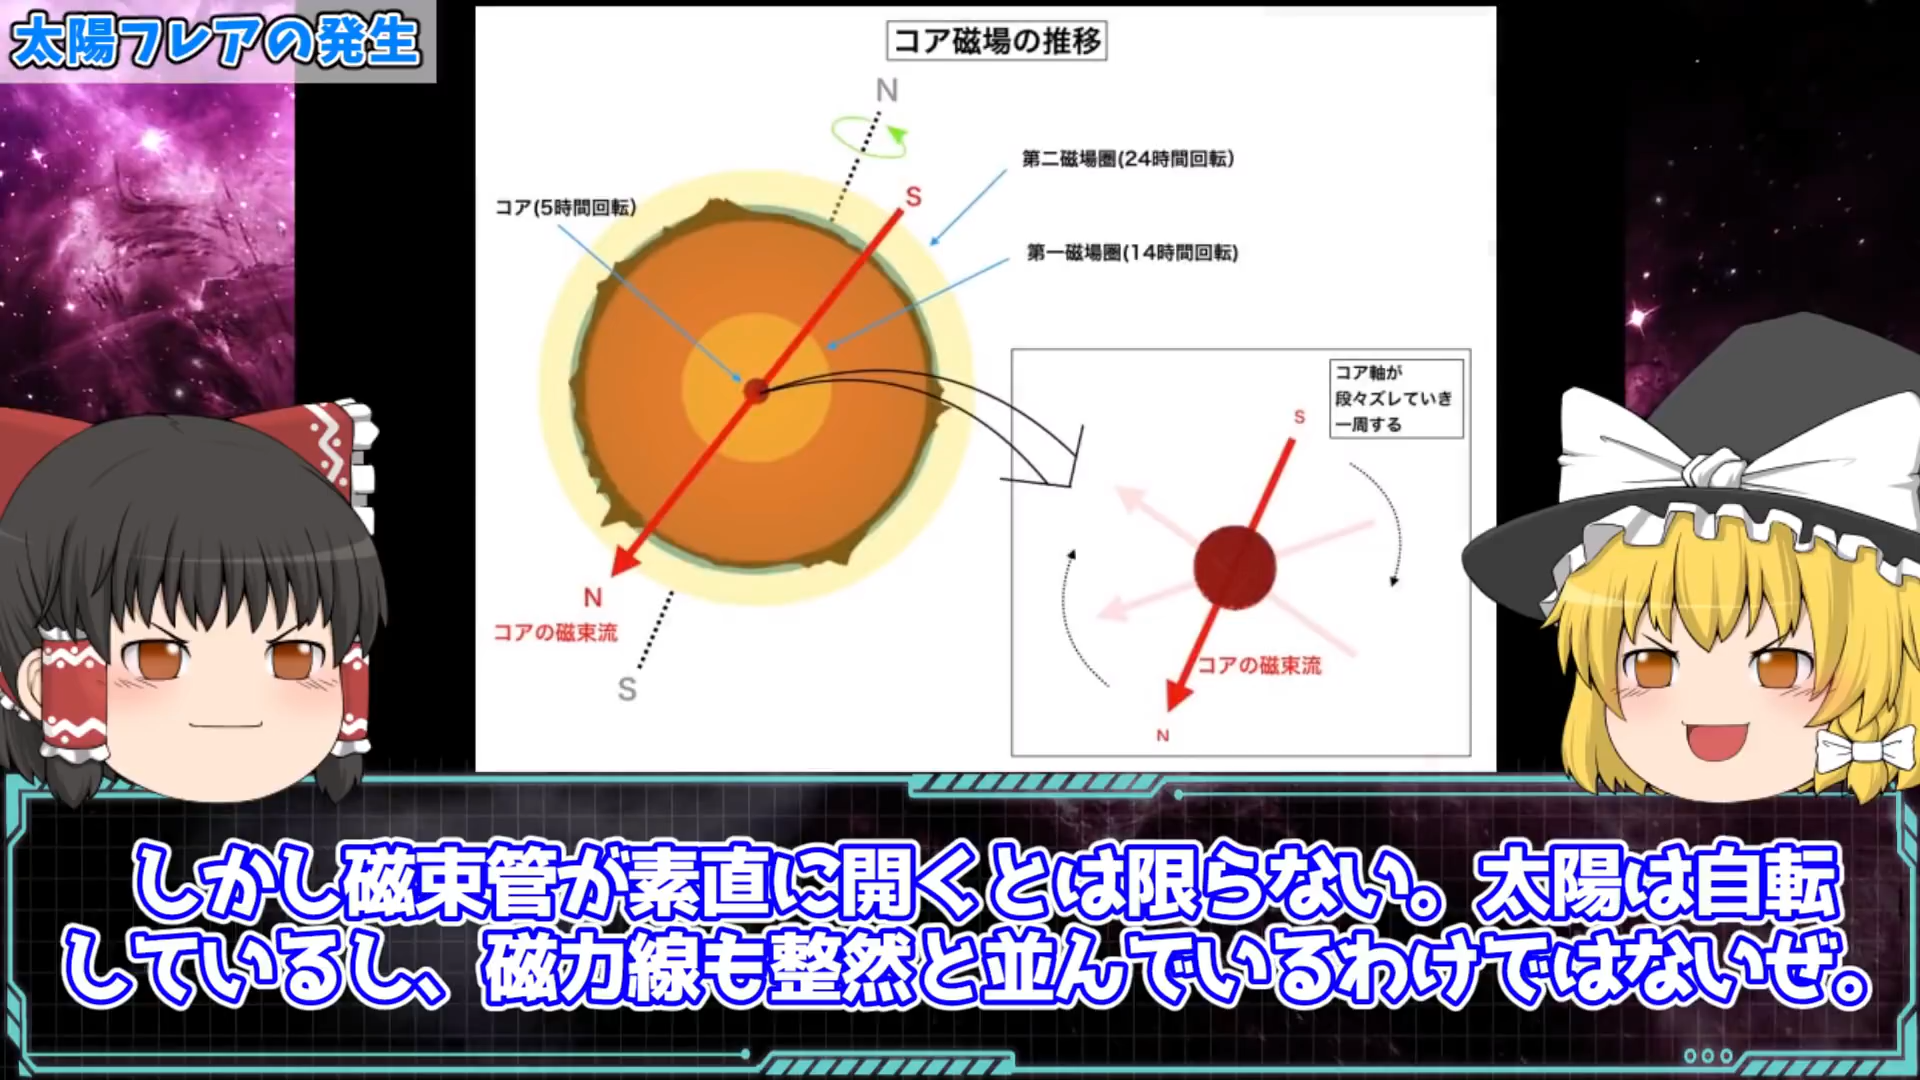 太陽フレアの発生
コア磁場の推移
N
第二磁場圏(24時間回転)
S
コア(5時間回転)
第一磁場圏(14時間回転)
コア軸が
段々ズレていき
一周する
S
N
コアの磁束流
S
コアの磁束流
N
しかし磁束管が素直に開くとは限らない。太陽は自転
しているし、磁力線も整然と並んでいるわけではないぜ。